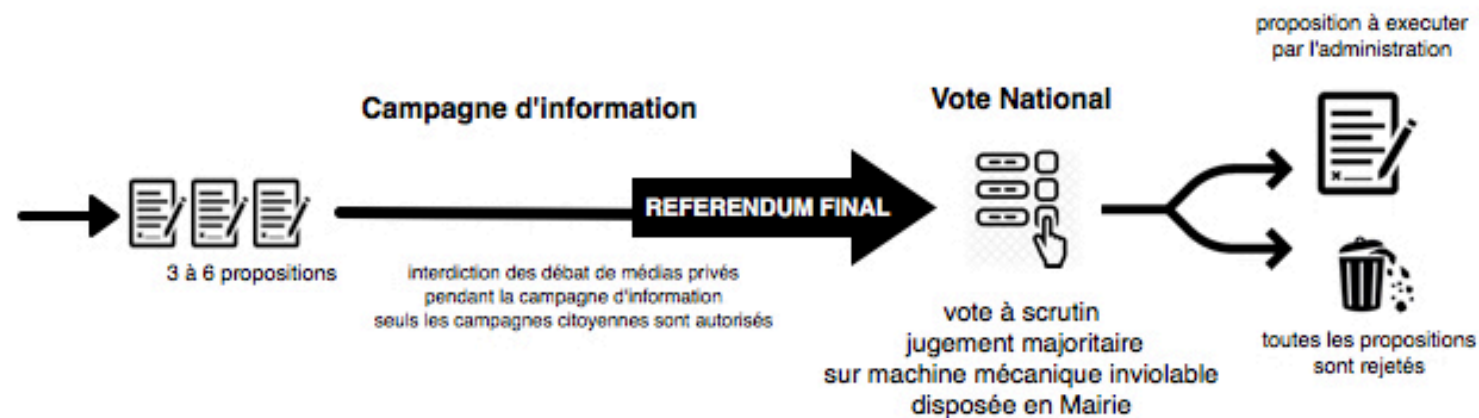 3 à 6 propositions
Campagne d'information
REFERENDUM FINAL
interdiction des débat de médias privés
pendant la campagne d'information
seuls les campagnes citoyennes sont autorisés
Vote National
vote à scrutin
jugement majoritaire
sur machine mécanique inviolable
disposée en Mairie
proposition à executer
par l'administration
toutes les propositions
sont rejetés